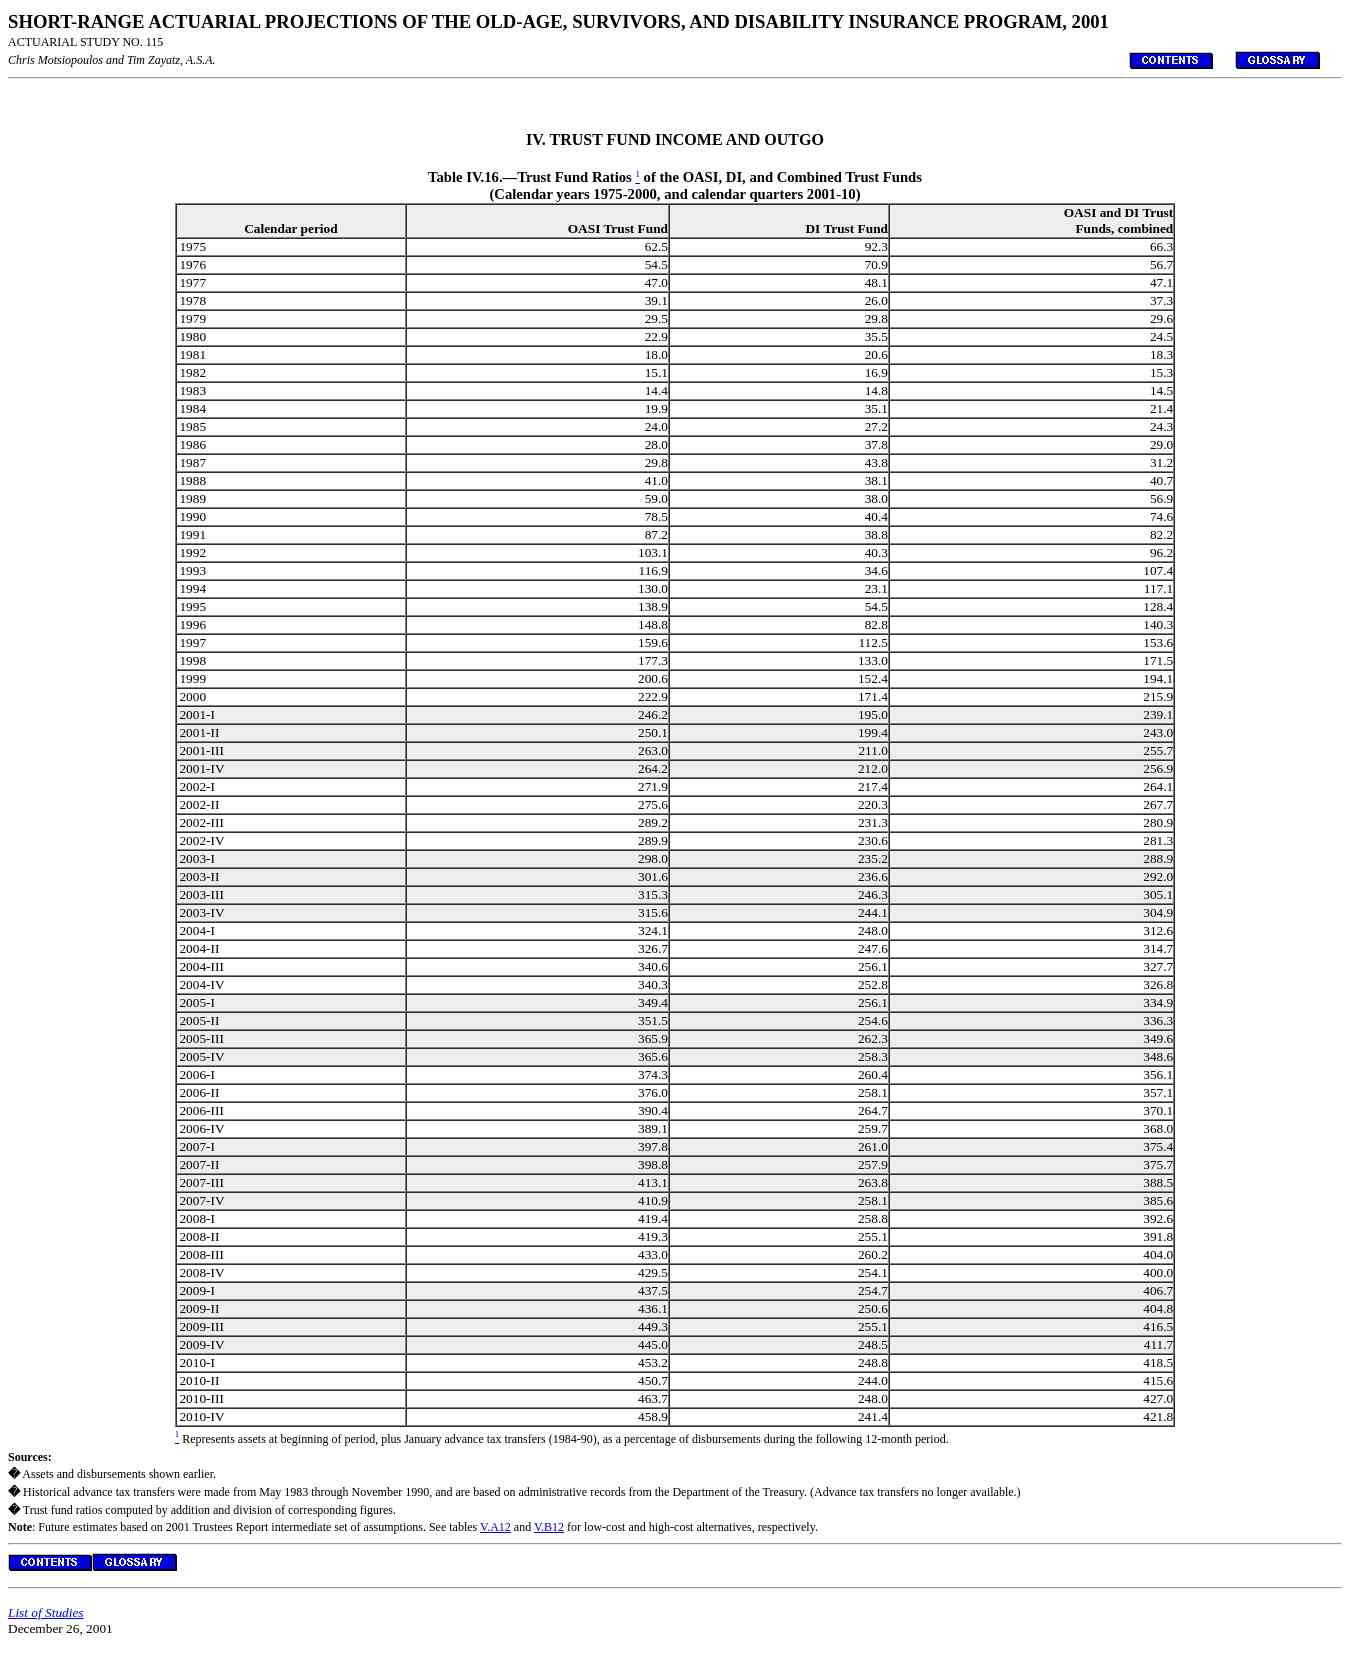 SHORT-RANGE ACTUARIAL PROJECTIONS OF THE OLD-AGE, SURVIVORS, AND DISABILITY INSURANCE PROGRAM, 2001
ACTUARIAL STUDY NO. 115
Chris Motsiopoulos and Tim Zayatz, A.S.A. CONTENTS GLOSSARY
IV. TRUST FUND INCOME AND OUTGO
Table IV.16.—Trust Fund Ratios 1 of the OASI, DI, and Combined Trust Funds
(Calendar years 1975-2000, and calendar quarters 2001-10)
Calendar period OASI Trust Fund DI Trust Fund OASI and DI Trust
Funds, combined
1975 62.5 92.3 66.3
1976 54.5 70.9 56.7
1977 47.0 48.1 47.1
1978 39.1 26.0 37.3
1979 29.5 29.8 29.6
1980 22.9 35.5 24.5
1981 18.0 20.6 18.3
1982 15.1 16.9 15.3
1983 14.4 14.8 14.5
1984 19.9 35.1 21.4
1985 24.0 27.2 24.3
1986 28.0 37.8 29.0
1987 29.8 43.8 31.2
1988 41.0 38.1 40.7
1989 59.0 38.0 56.9
1990 78.5 40.4 74.6
1991 87.2 38.8 82.2
1992 103.1 40.3 96.2
1993 116.9 34.6 107.4
1994 130.0 23.1 117.1
1995 138.9 54.5 128.4
1996 148.8 82.8 140.3
1997 159.6 112.5 153.6
1998 177.3 133.0 171.5
1999 200.6 152.4 194.1
2000 222.9 171.4 215.9
2001-I 246.2 195.0 239.1
2001-II 250.1 199.4 243.0
2001-III 263.0 211.0 255.7
2001-IV 264.2 212.0 256.9
2002-I 271.9 217.4 264.1
2002-II 275.6 220.3 267.7
2002-III 289.2 231.3 280.9
2002-IV 289.9 230.6 281.3
2003-I 298.0 235.2 288.9
2003-II 301.6 236.6 292.0
2003-III 315.3 246.3 305.1
2003-IV 315.6 244.1 304.9
2004-I 324.1 248.0 312.6
2004-II 326.7 247.6 314.7
2004-III 340.6 256.1 327.7
2004-IV 340.3 252.8 326.8
2005-I 349.4 256.1 334.9
2005-II 351.5 254.6 336.3
2005-III 365.9 262.3 349.6
2005-IV 365.6 258.3 348.6
2006-I 374.3 260.4 356.1
2006-II 376.0 258.1 357.1
2006-III 390.4 264.7 370.1
2006-IV 389.1 259.7 368.0
2007-I 397.8 261.0 375.4
2007-II 398.8 257.9 375.7
2007-III 413.1 263.8 388.5
2007-IV 410.9 258.1 385.6
2008-I 419.4 258.8 392.6
2008-II 419.3 255.1 391.8
2008-III 433.0 260.2 404.0
2008-IV 429.5 254.1 400.0
2009-I 437.5 254.7 406.7
2009-II 436.1 250.6 404.8
2009-III 449.3 255.1 416.5
2009-IV 445.0 248.5 411.7
2010-I 453.2 248.8 418.5
2010-II 450.7 244.0 415.6
2010-III 463.7 248.0 427.0
2010-IV 458.9 241.4 421.8
1 Represents assets at beginning of period, plus January advance tax transfers (1984-90), as a percentage of disbursements during the following 12-month period.
Sources:
� Assets and disbursements shown earlier.
� Historical advance tax transfers were made from May 1983 through November 1990, and are based on administrative records from the Department of the Treasury. (Advance tax transfers no longer available.)
� Trust fund ratios computed by addition and division of corresponding figures.
Note: Future estimates based on 2001 Trustees Report intermediate set of assumptions. See tables V.A12 and V.B12 for low-cost and high-cost alternatives, respectively.
CONTENTS GLOSSARY
List of Studies
December 26, 2001